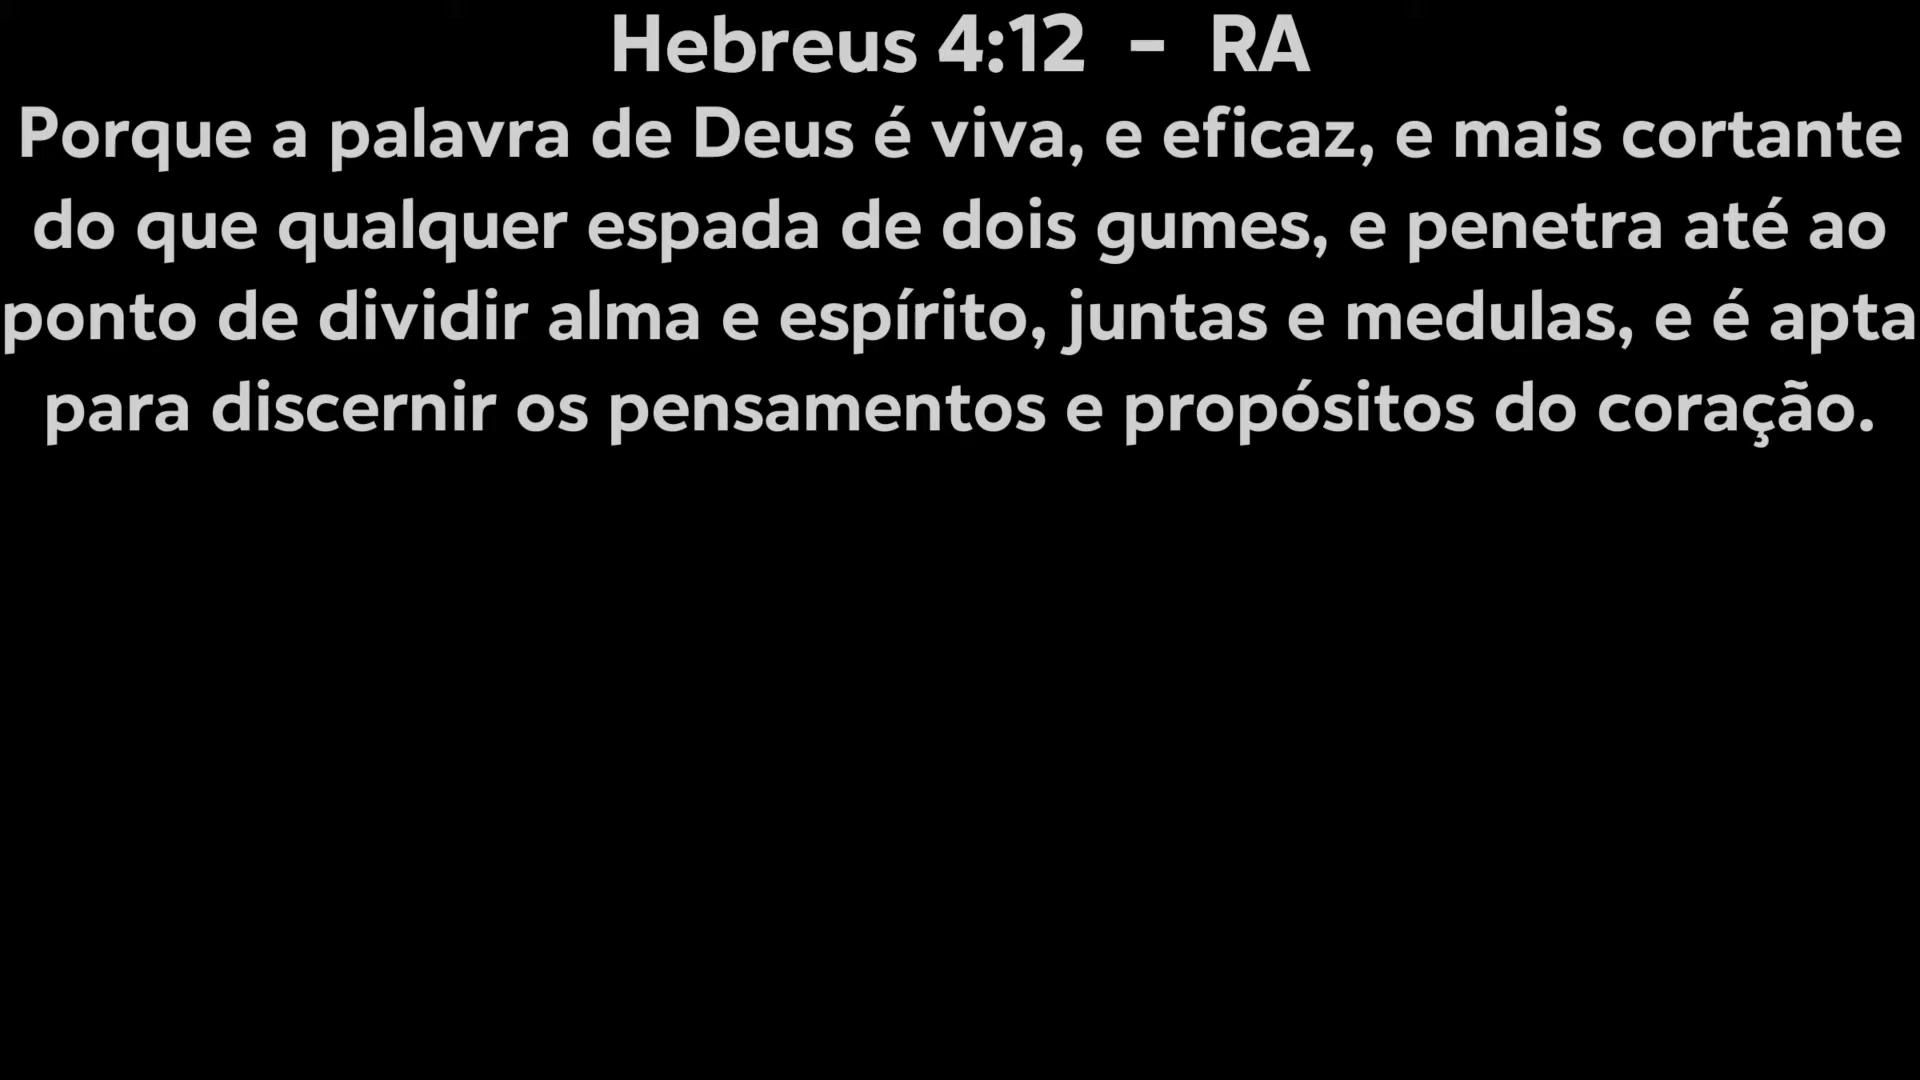 Hebreus 4:12 - RA
Porque a palavra de Deus é viva, e eficaz, e mais cortante
do que qualquer espada de dois gumes, e penetra até ao
ponto de dividir alma e espírito, juntas e medulas, e é apta
para discernir os pensamentos e propósitos do coração.